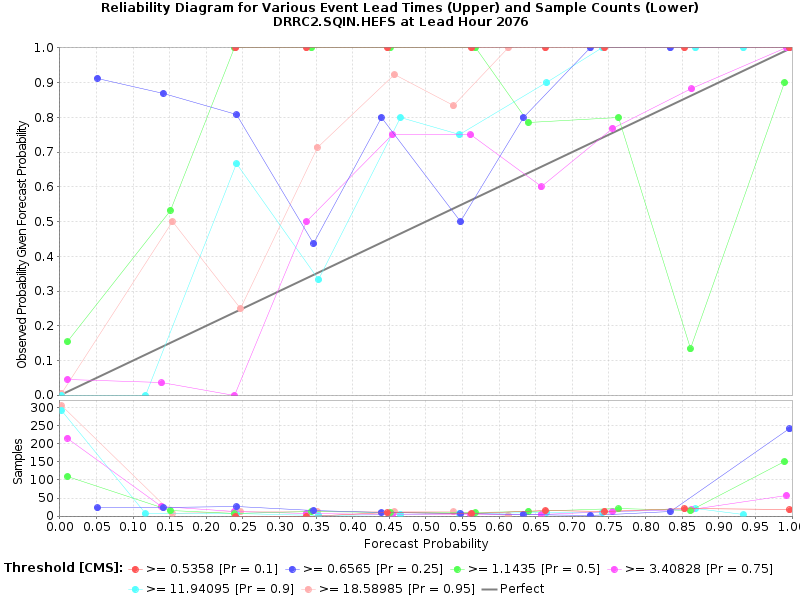 Reliability Diagram for Various Event Lead Times (Upper) and Sample Counts (Lower)
DRRC2.SQIN.HEFS at Lead Hour 2076
Observed Probability Given Forecast Probability
1.0
0.9
0.8
0.7
0.6
0.5
0.4
0.3
0.2
0.1
0.0
Samples
300
250
200
150
100
50
0
0.00 0.05 0.10 0.15 0.20 0.25 0.30 0.35 0.40 0.45 0.50 0.55 0.60 0.65 0.70 0.75 0.80 0.85 0.90 0.95 1.0
Forecast Probability
Threshold [CMS]: >= 0.5358 [Pr = 0.1] >= 0.6565 [Pr = 0.25] >= 1.1435 [Pr = 0.5] >= 3.40828 [Pr = 0.75]
>= 11.94095 [Pr = 0.9] >= 18.58985 [Pr = 0.95] Perfect